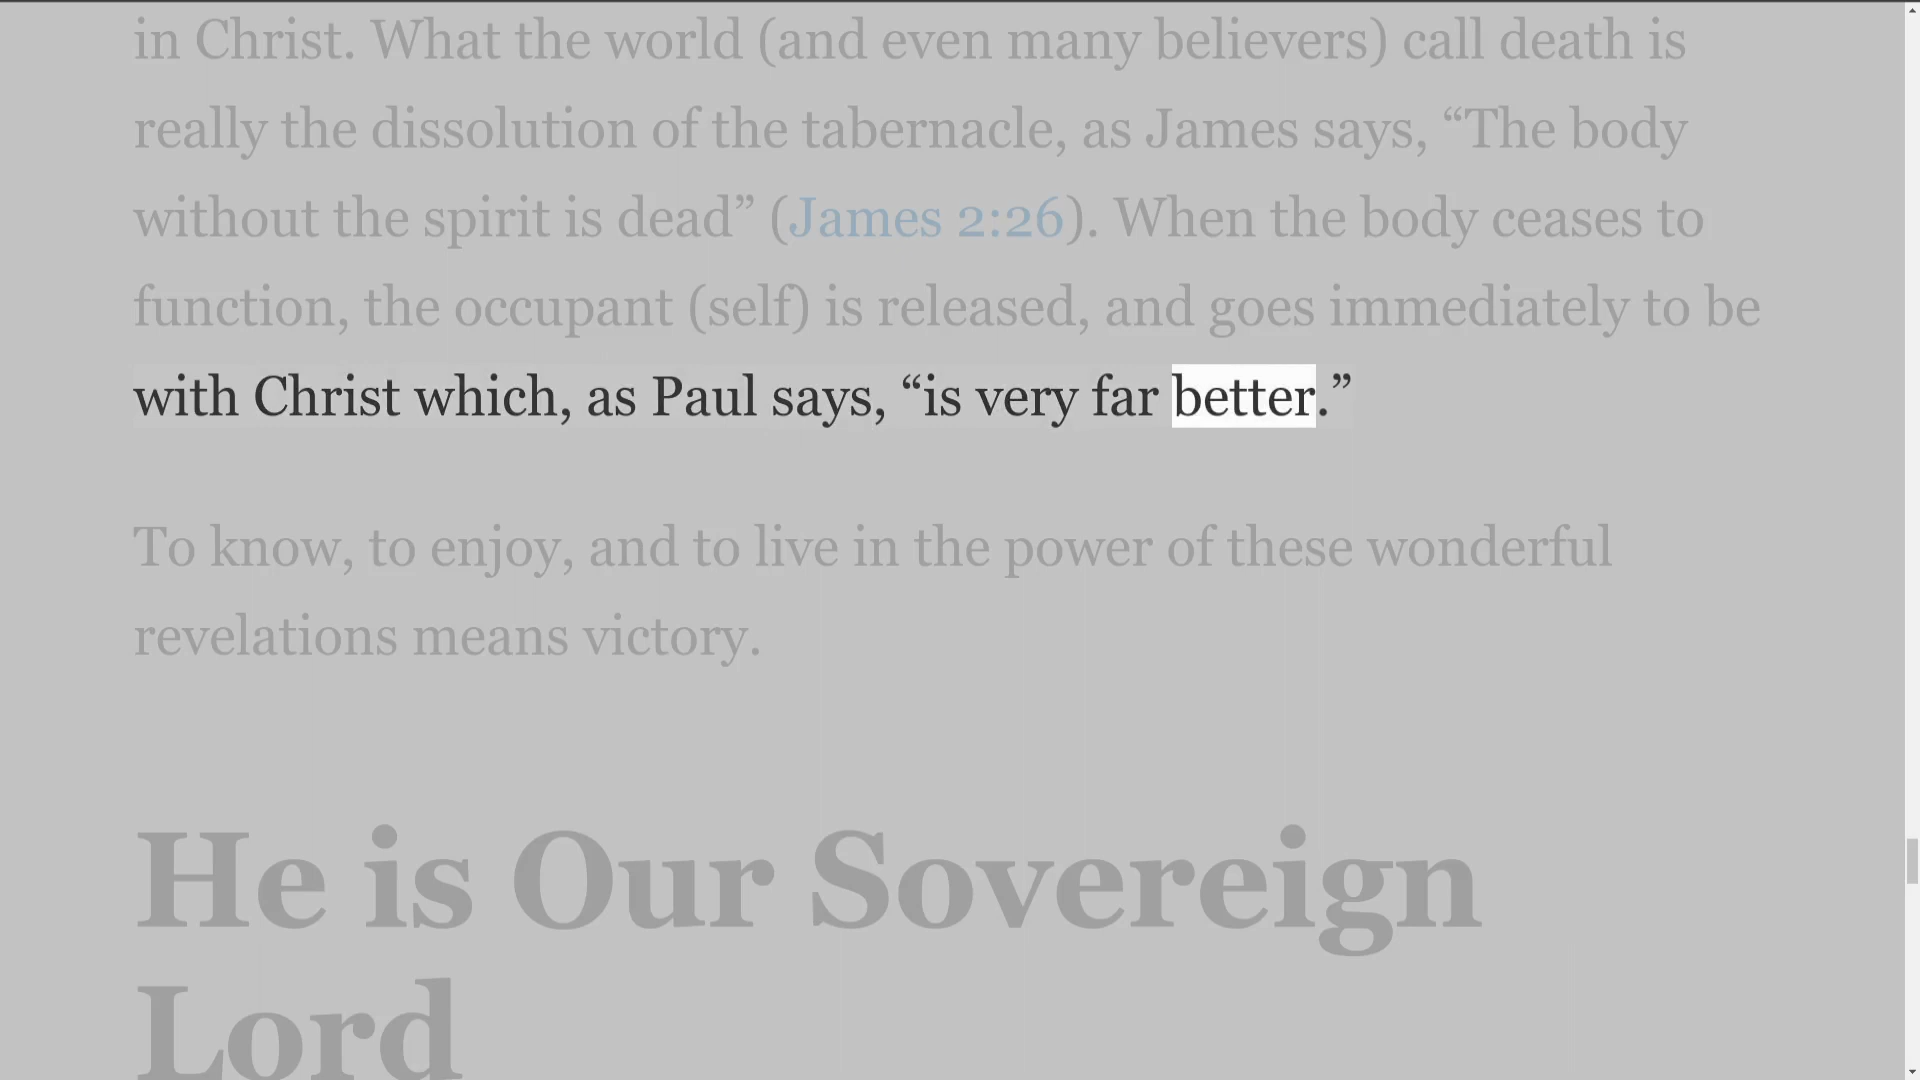 in Christ. What the world (and even many believers) call death is
really the dissolution of the tabernacle, as James says, “The body
without the spirit is dead” (James 2:26). When the body ceases to
function, the occupant (self) is released, and goes immediately to be
with Christ which, as Paul says, “is very far better.”
To know, to enjoy, and to live in the power of these wonderful
revelations means victory.
He is Our Sovereign
Lord